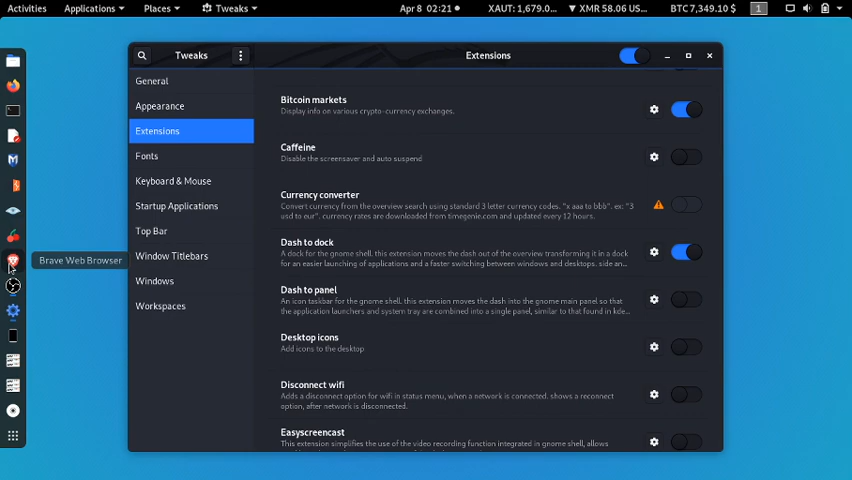 Activities Applications Places Tweaks Apr 8 02:21 XAUT: 1,679.0... ▼ XMR 58.06 US... BTC 7,349.10 $ 1
Tweaks Extensions
General
Appearance
Extensions
Fonts
Keyboard & Mouse
Startup Applications
Top Bar
Window Titlebars
Windows
Workspaces
Brave Web Browser
Bitcoin markets
Display info on various crypto-currency exchanges.
Caffeine
Disable the screensaver and auto suspend
Currency converter
Convert currency from the overview search using standard 3 letter currency codes. "x aaa to bbb". ex: "3
usd to eur". currency rates are downloaded from timegenie.com and updated every 12 hours.
Dash to dock
A dock for the gnome shell. this extension moves the dash out of the overview transforming it in a dock
for an easier launching of applications and a faster switching between windows and desktops. side an...
Dash to panel
An icon taskbar for the gnome shell. this extension moves the dash into the gnome main panel so that
the application launchers and system tray are combined into a single panel, similar to that found in kde...
Desktop icons
Add icons to the desktop
Disconnect wifi
Adds a disconnect option for wifi in status menu, when a network is connected. shows a reconnect
option, after network is disconnected.
Easyscreencast
This extension simplifies the use of the video recording function integrated in gnome shell, allows